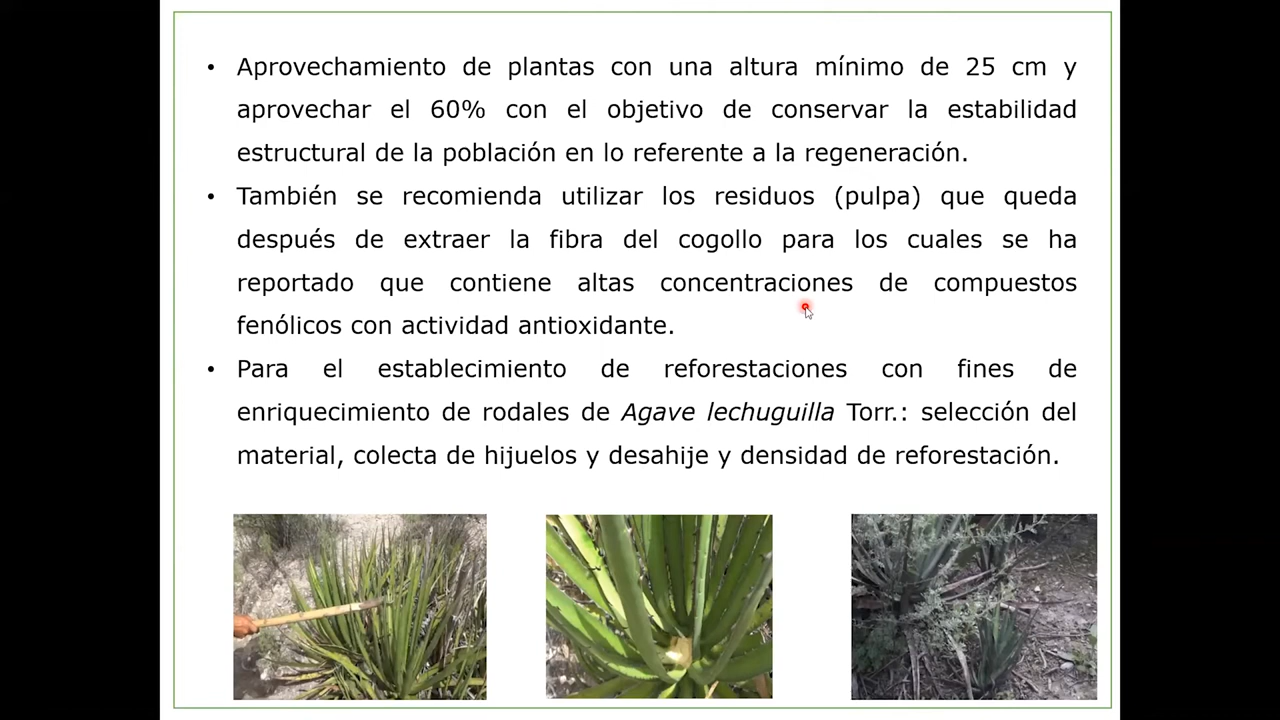 • Aprovechamiento de plantas con una altura mínimo de 25 cm y
aprovechar el 60% con el objetivo de conservar la estabilidad
estructural de la población en lo referente a la regeneración.
• También se recomienda utilizar los residuos (pulpa) que queda
después de extraer la fibra del cogollo para los cuales se ha
reportado que contiene altas concentraciones de compuestos
fenólicos con actividad antioxidante.
• Para el establecimiento de reforestaciones con fines de
enriquecimiento de rodales de Agave lechuguilla Torr.: selección del
material, colecta de hijuelos y desahije y densidad de reforestación.